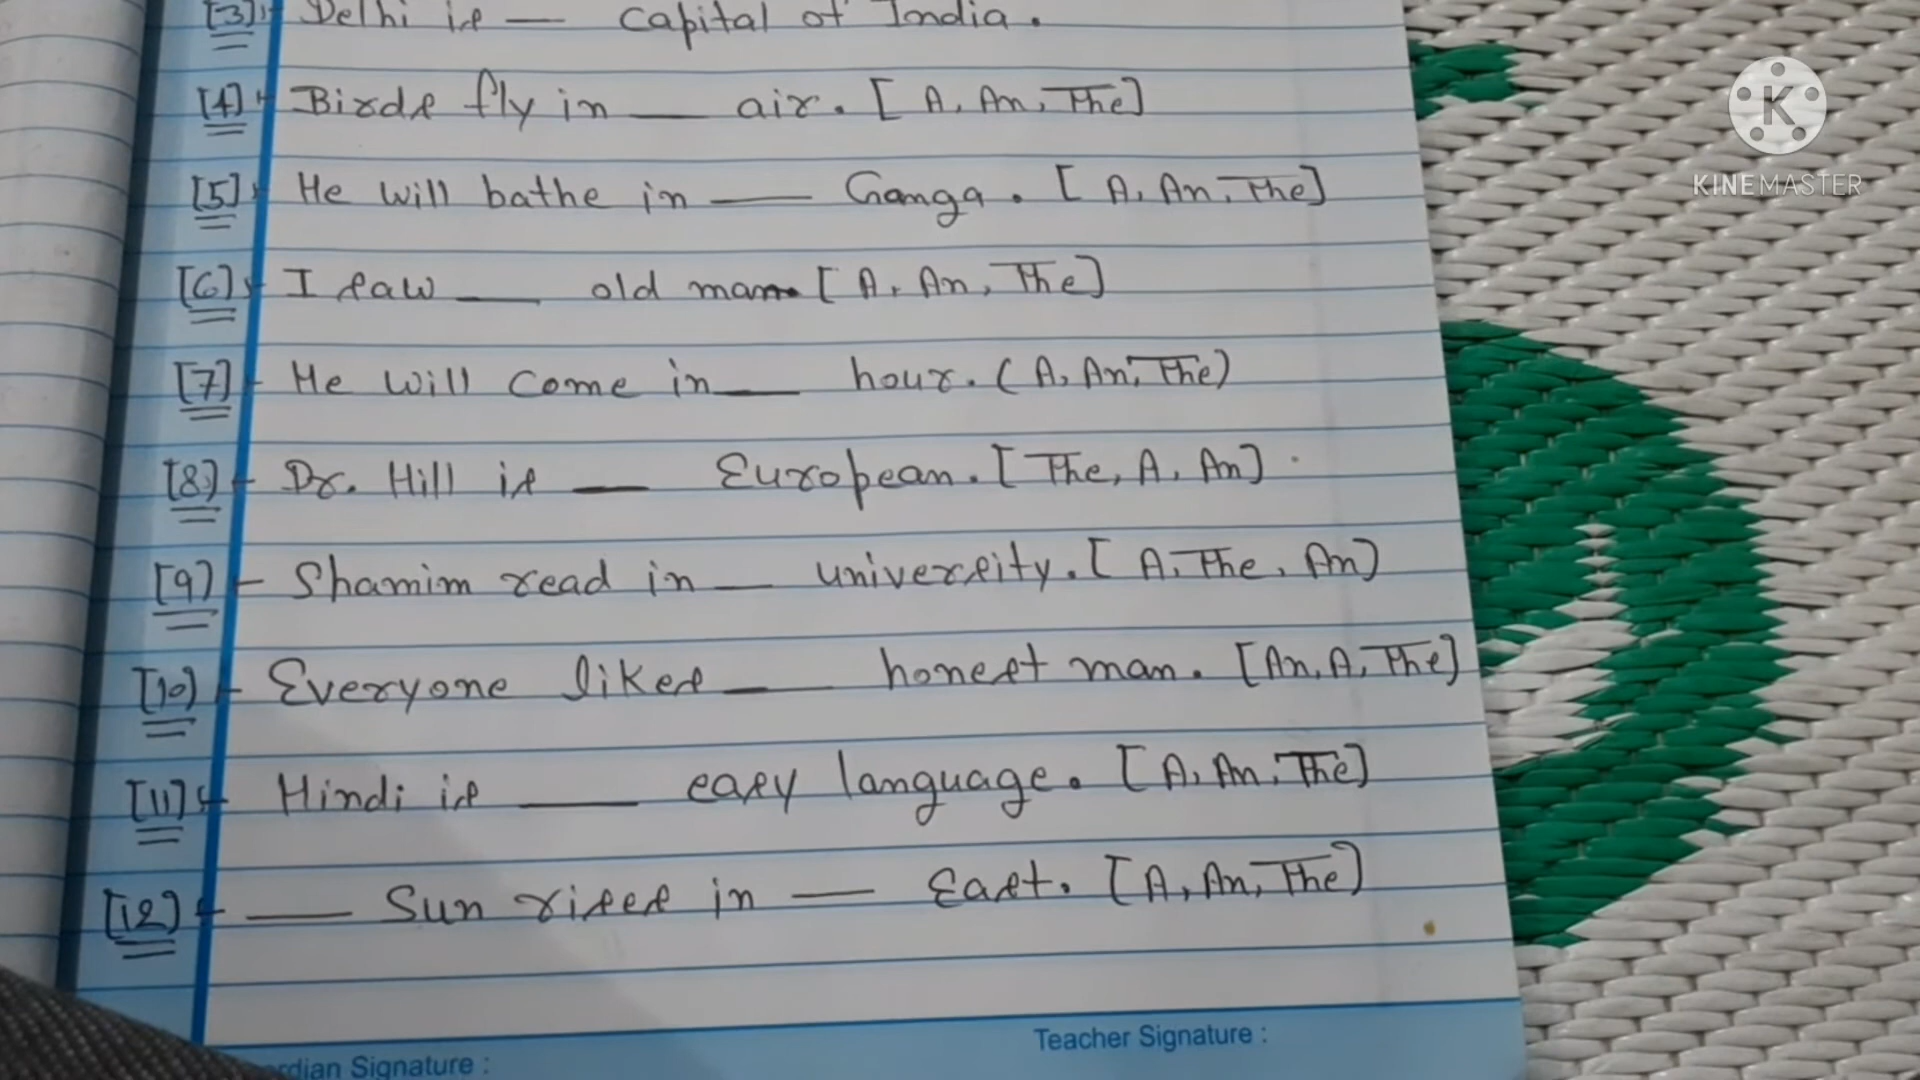 [3]:- Delhi is — capital of India.
[4]:- Birds fly in — air. [A, An, The]
K
[5]:- He will bathe in — Ganga. [A, An, The]
KINEMASTER
[6]:- I saw — old man. [A, An, The]
[7]:- He will come in — hour. (A, An, The)
[8]:- Dr. Hill is — European. [The, A, An]
[9]:- Shamim read in — university. [A, The, An]
[10]:- Everyone likes — honest man. [An, A, The]
[11]:- Hindi is — easy language. [A, An, The]
[12]:- — Sun rises in — East. [A, An, The]
Teacher Signature :
Signature :